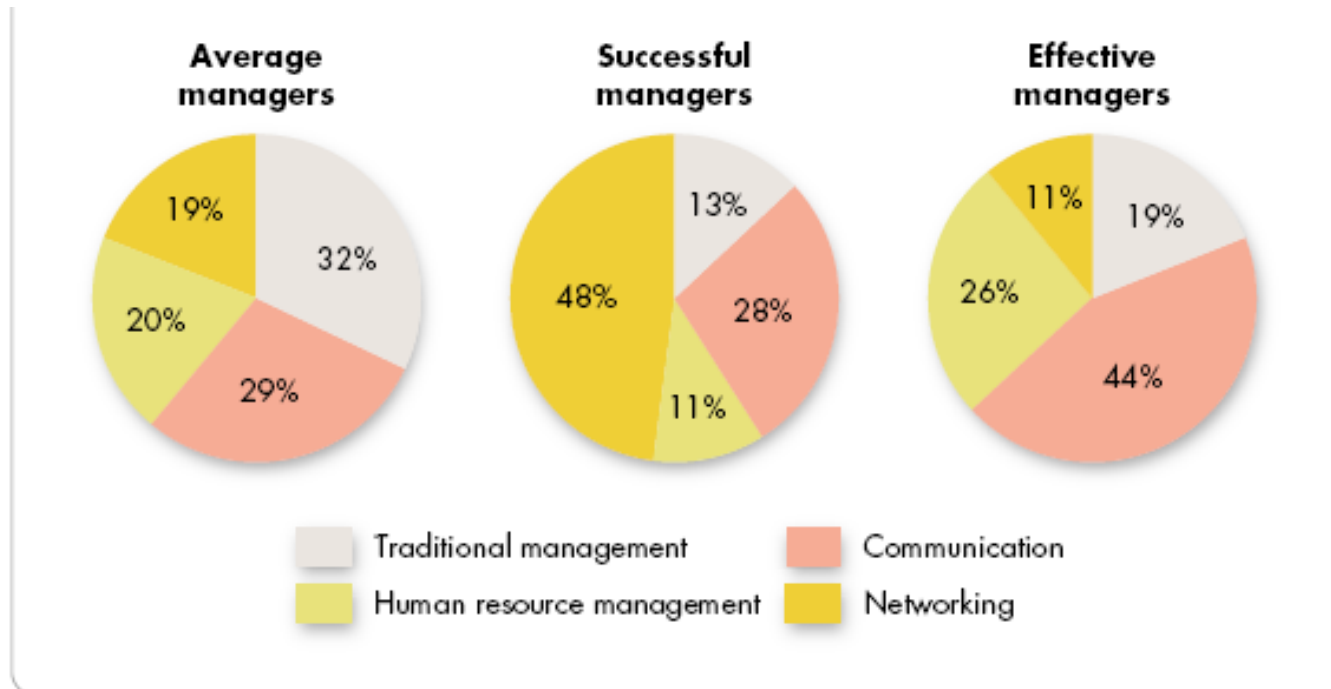 Average
managers
Successful
managers
Effective
managers
19%
32%
20%
29%
13%
48%
28%
11%
11%
19%
26%
44%
Traditional management
Communication
Human resource management
Networking